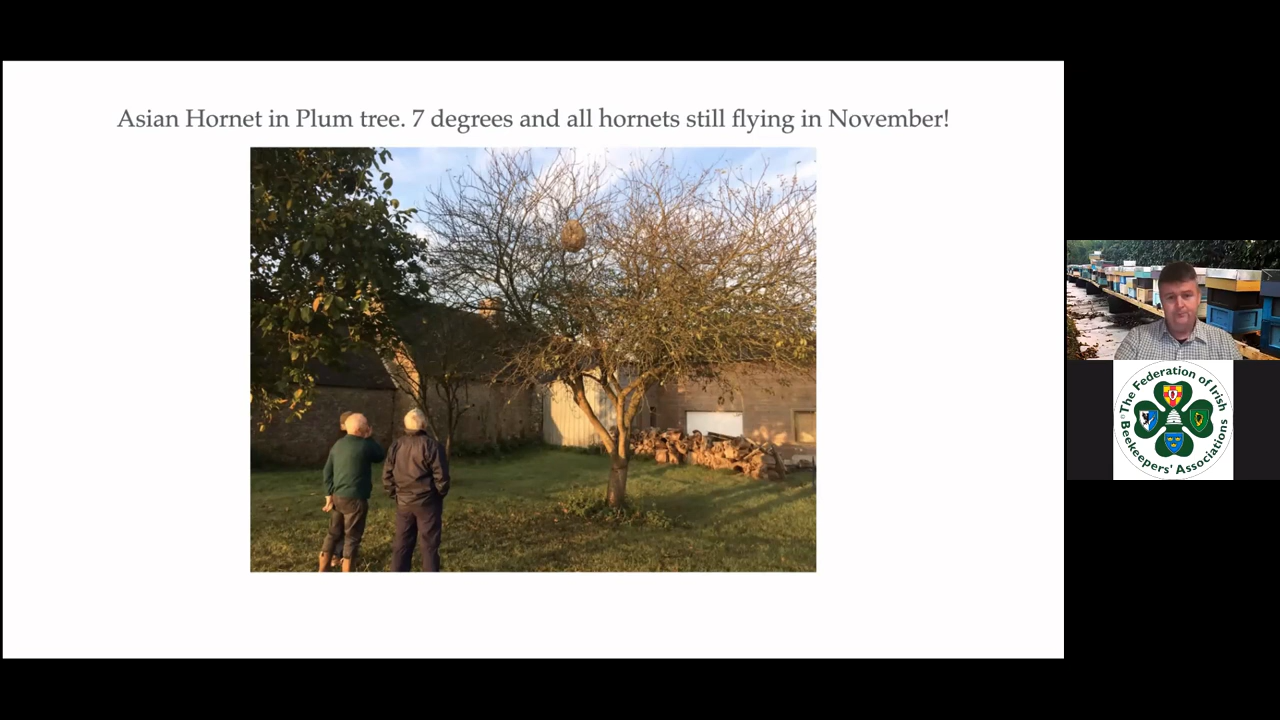 Asian Hornet in Plum tree. 7 degrees and all hornets still flying in November!
The Federation of Irish
Beekeepers' Associations
©